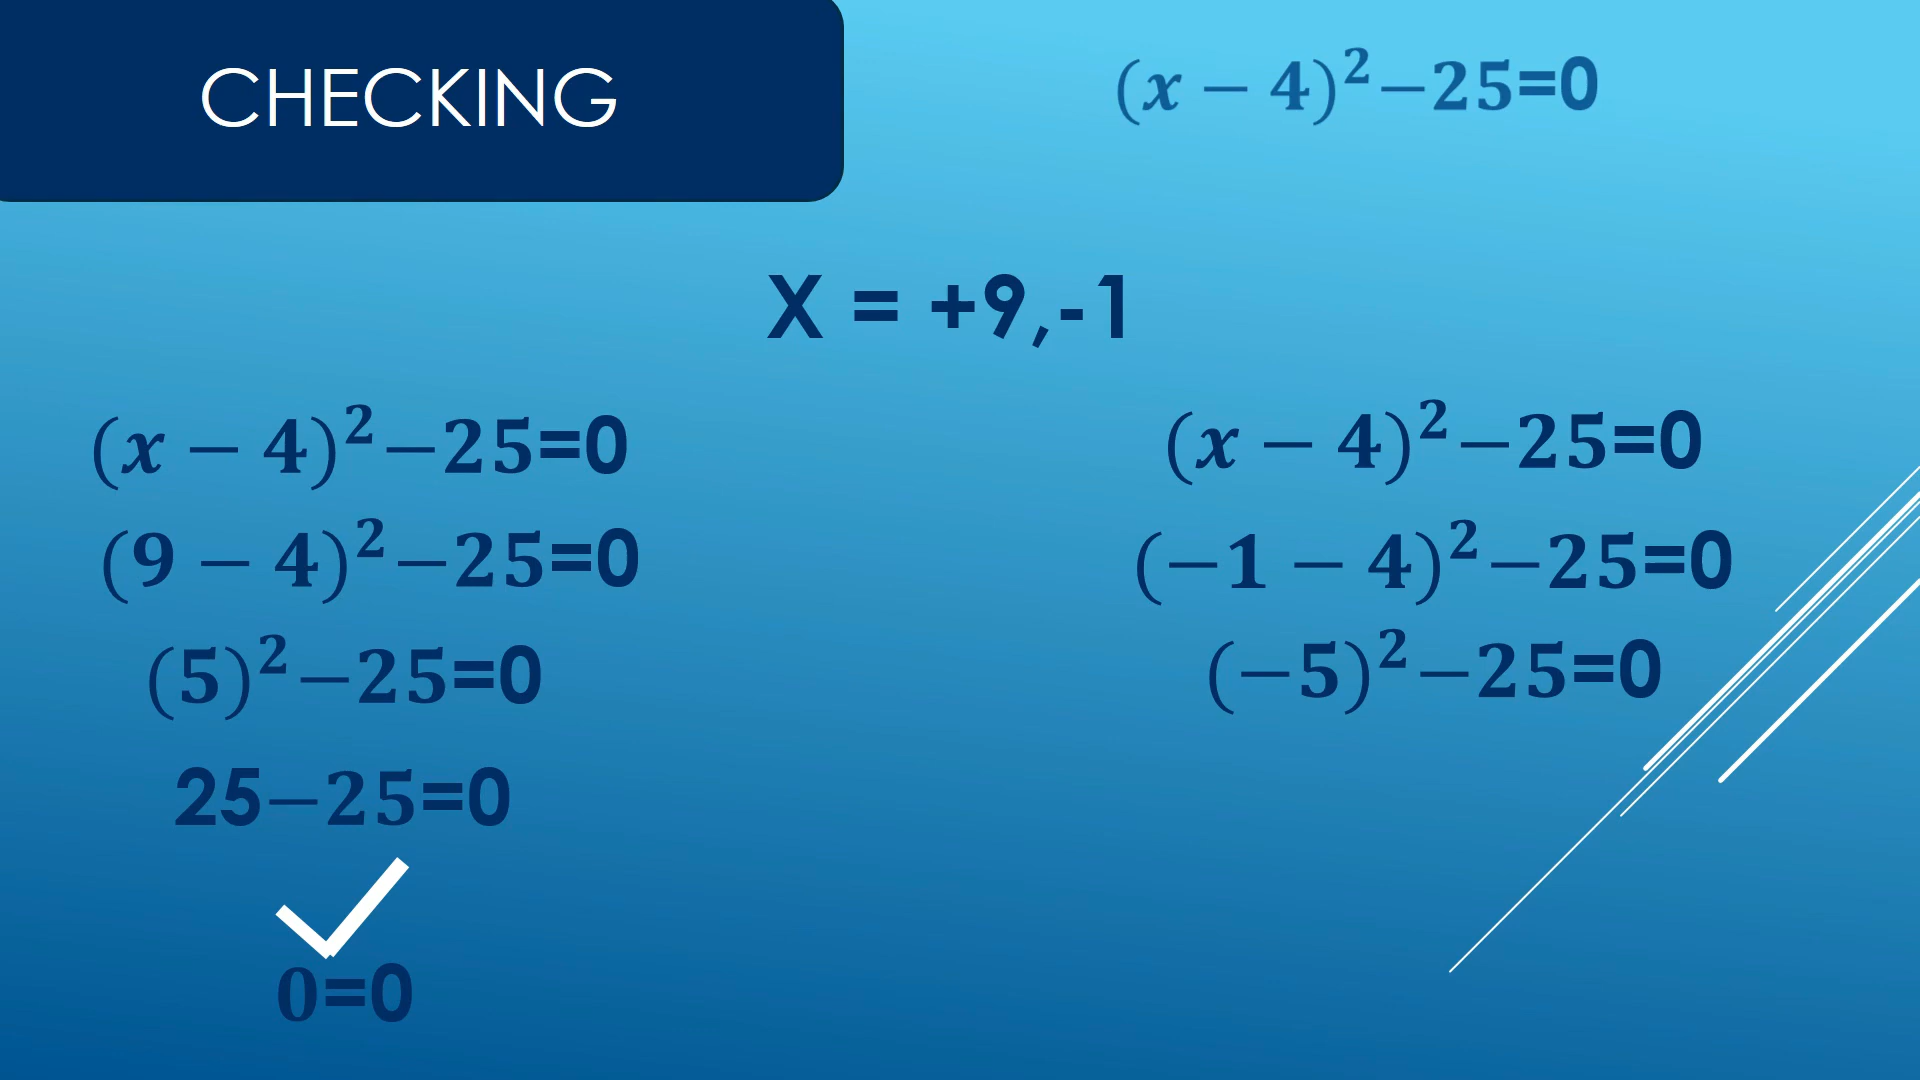 CHECKING
(x − 4)²−25=0
X = +9,-1
(x − 4)²−25=0
(9 − 4)²−25=0
(5)²−25=0
25−25=0
0=0
(x − 4)²−25=0
(−1 − 4)²−25=0
(−5)²−25=0